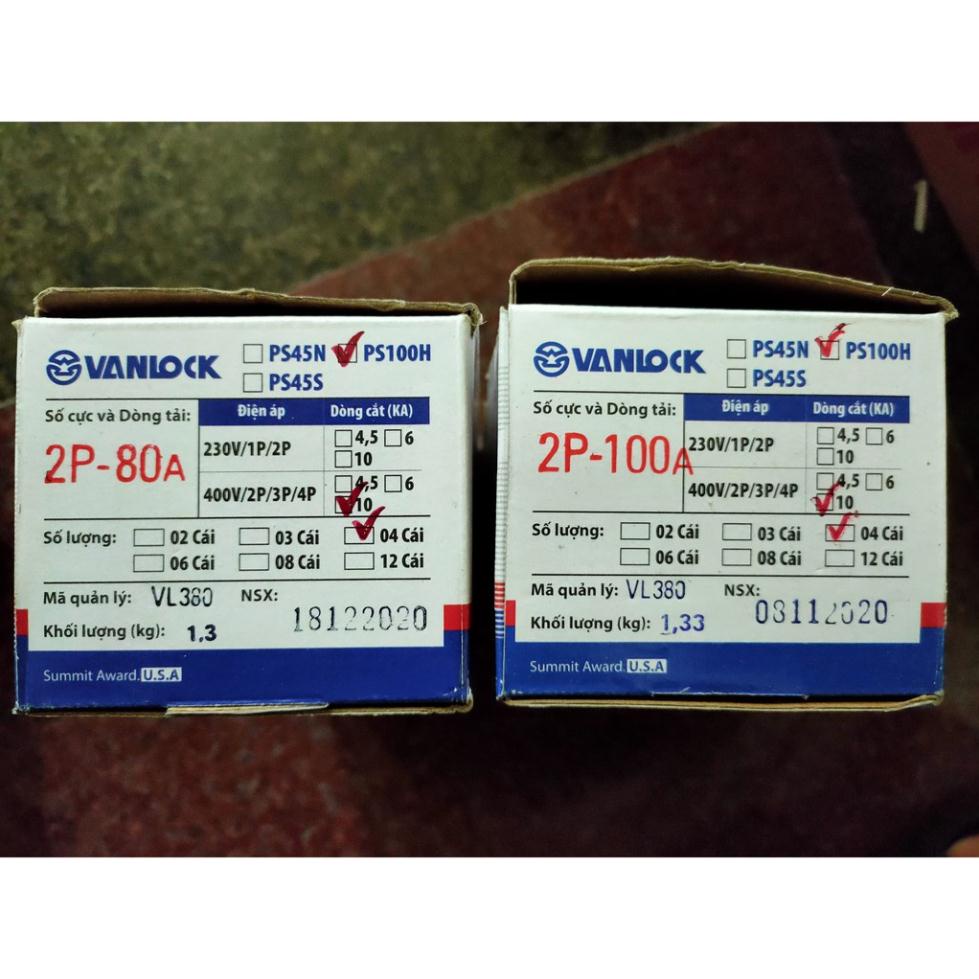 VANLOCK PS45N PS100H
PS45S
Số cực và Dòng tải: Điện áp Dòng cắt (KA)
2P-80A 230V/1P/2P 4,5 6
10
400V/2P/3P/4P 4,5 6
10
Số lượng: 02 Cái 03 Cái 04 Cái
06 Cái 08 Cái 12 Cái
Mã quản lý: VL380 NSX: 18122020
Khối lượng (kg): 1.3
Summit Award. U.S.A
VANLOCK PS45N PS100H
PS45S
Số cực và Dòng tải: Điện áp Dòng cắt (KA)
2P-100A 230V/1P/2P 4,5 6
10
400V/2P/3P/4P 4,5 6
10
Số lượng: 02 Cái 03 Cái 04 Cái
06 Cái 08 Cái 12 Cái
Mã quản lý: VL380 NSX: 08112020
Khối lượng (kg): 1,33
Summit Award. U.S.A